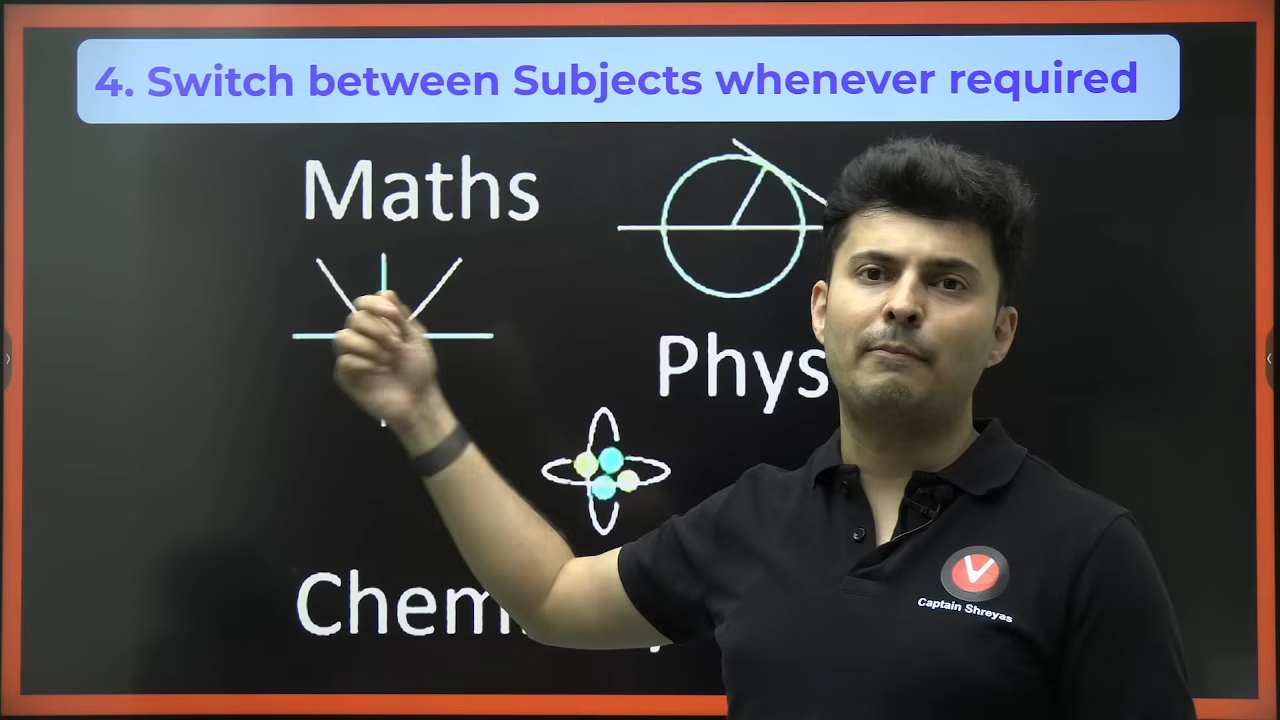 4. Switch between Subjects whenever required
Maths
Phys
Chem
V
Captain Shreyas